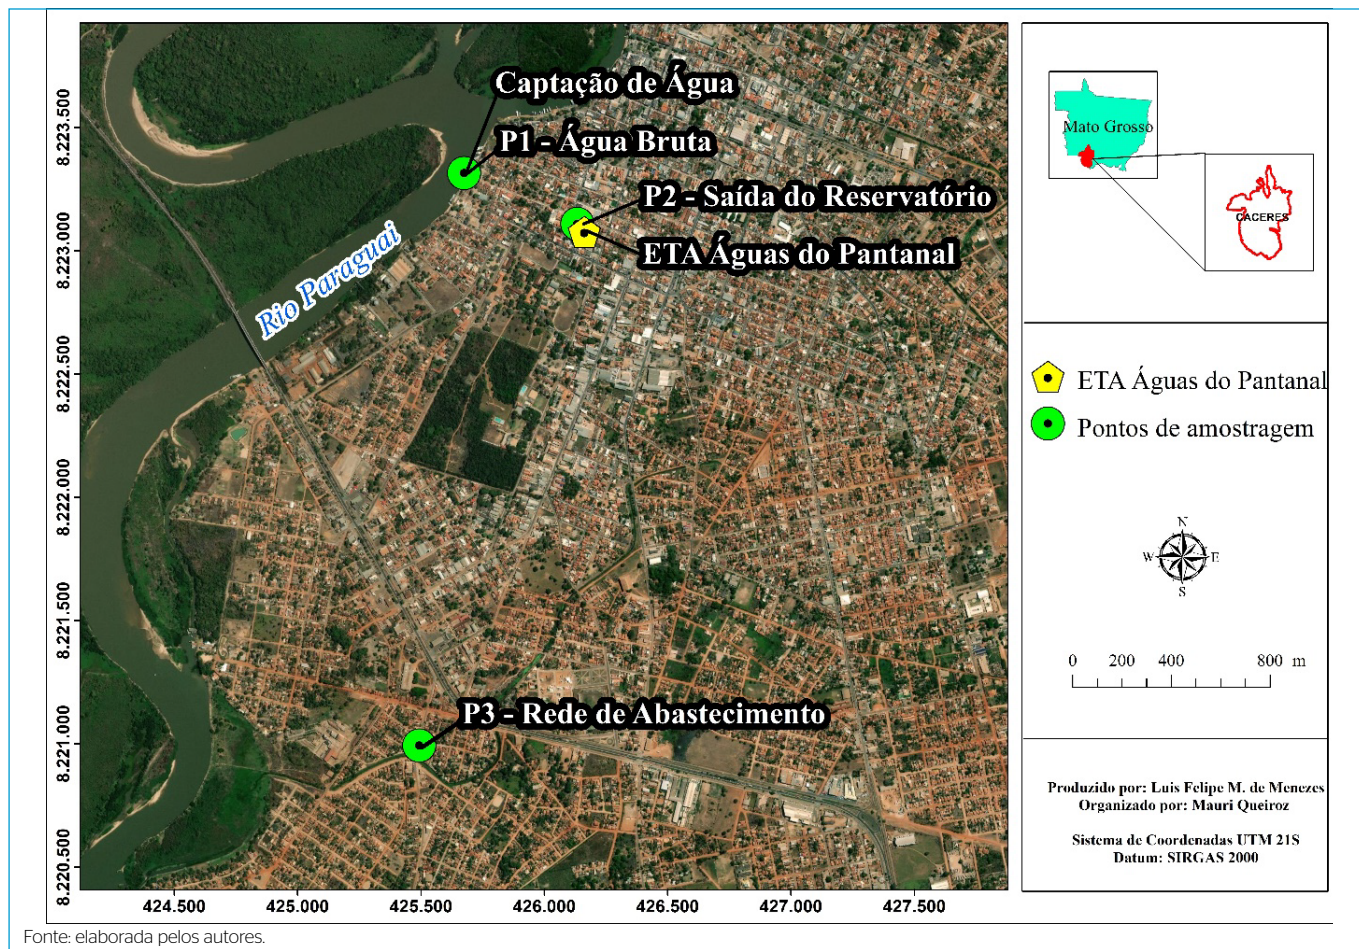 Captação de Água
P1 - Água Bruta
P2 - Saída do Reservatório
ETA Águas do Pantanal
Rio Paraguai
P3 - Rede de Abastecimento
8.223.500
8.223.000
8.222.500
8.222.000
8.221.500
8.221.000
8.220.500
424.500
425.000
425.500
426.000
426.500
427.000
427.500
Mato Grosso
CACERES
ETA Águas do Pantanal
Pontos de amostragem
N
W E
S
0 200 400 800 m
Produzido por: Luis Felipe M. de Menezes
Organizado por: Mauri Queiroz
Sistema de Coordenadas UTM 21S
Datum: SIRGAS 2000
Fonte: elaborada pelos autores.